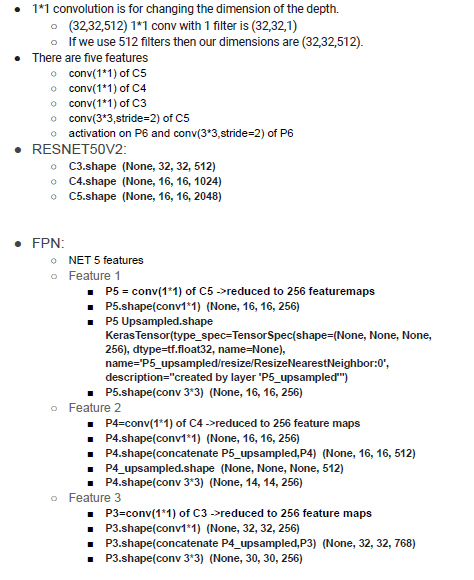 • 1*1 convolution is for changing the dimension of the depth.
○ (32,32,512) 1*1 conv with 1 filter is (32,32,1)
○ If we use 512 filters then our dimensions are (32,32,512).
• There are five features
○ conv(1*1) of C5
○ conv(1*1) of C4
○ conv(1*1) of C3
○ conv(3*3,stride=2) of C5
○ activation on P6 and conv(3*3,stride=2) of P6
• RESNET50V2:
○ C3.shape (None, 32, 32, 512)
○ C4.shape (None, 16, 16, 1024)
○ C5.shape (None, 16, 16, 2048)
• FPN:
○ NET 5 features
○ Feature 1
■ P5 = conv(1*1) of C5 ->reduced to 256 featuremaps
■ P5.shape(conv1*1) (None, 16, 16, 256)
■ P5 Upsampled.shape
KerasTensor(type_spec=TensorSpec(shape=(None, None, None,
256), dtype=tf.float32, name=None),
name='P5_upsampled/resize/ResizeNearestNeighbor:0',
description="created by layer 'P5_upsampled'")
■ P5.shape(conv 3*3) (None, 16, 16, 256)
○ Feature 2
■ P4=conv(1*1) of C4 ->reduced to 256 feature maps
■ P4.shape(conv1*1) (None, 16, 16, 256)
■ P4.shape(concatenate P5_upsampled,P4) (None, 16, 16, 512)
■ P4_upsampled.shape (None, None, None, 512)
■ P4.shape(conv 3*3) (None, 14, 14, 256)
○ Feature 3
■ P3=conv(1*1) of C3 ->reduced to 256 feature maps
■ P3.shape(conv1*1) (None, 32, 32, 256)
■ P3.shape(concatenate P4_upsampled,P3) (None, 32, 32, 768)
■ P3.shape(conv 3*3) (None, 30, 30, 256)